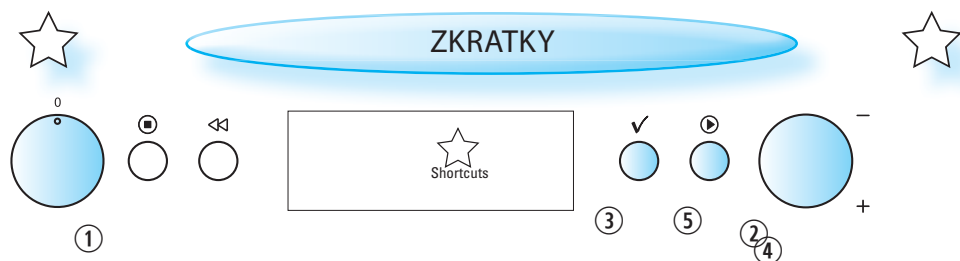 ZKRATKY
0
Shortcuts
−
+
① ③ ⑤ ② ④